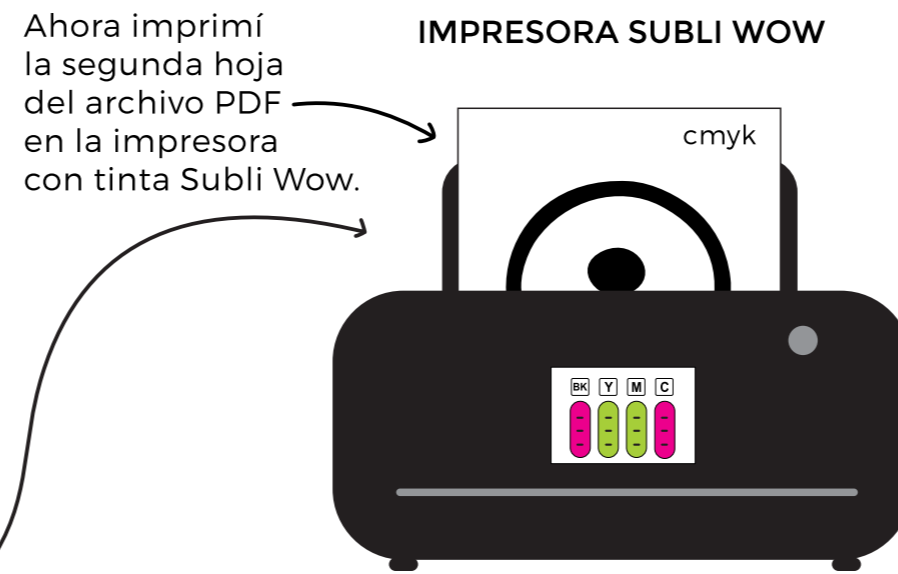 Ahora imprimí
la segunda hoja
del archivo PDF
en la impresora
con tinta Subli Wow.
IMPRESORA SUBLI WOW
cmyk
BK Y M C